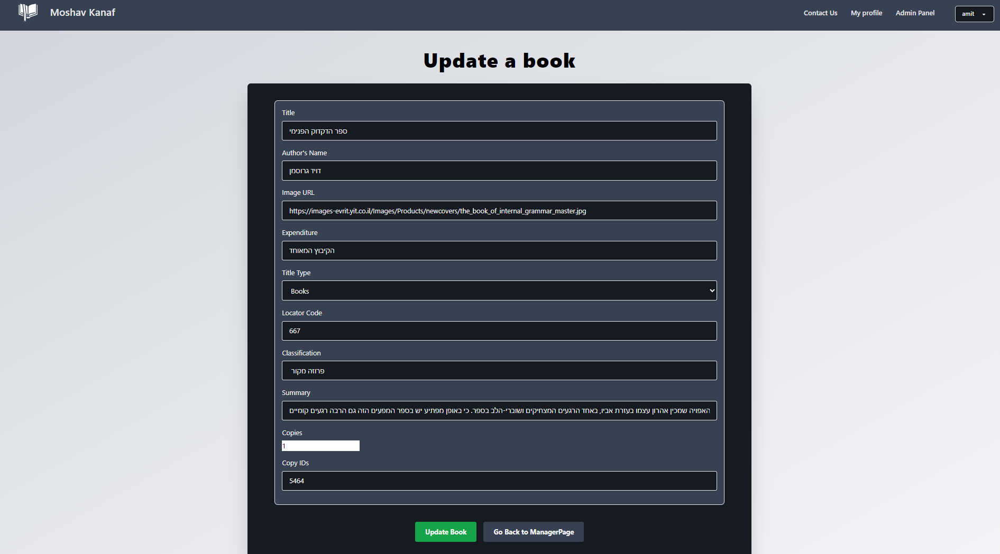 Moshav Kanaf
Contact Us
My profile
Admin Panel
amit
Update a book
Title
ספר הדקדוק הפנימי
Author's Name
דויד גרוסמן
Image URL
https://images-evrit.yit.co.il/Images/Products/newcovers/the_book_of_internal_grammar_master.jpg
Expenditure
הקיבוץ המאוחד
Title Type
Books
Locator Code
667
Classification
פרוזה מקור
Summary
האפויה שמכין אהרון עצמו בעזרת אביו, באחד הרגעים המצחיקים ושוברי-הלב בספר. כי באופן מפתיע יש בספר המפעים הזה גם הרבה רגעים קומיים
Copies
1
Copy IDs
5464
Update Book
Go Back to ManagerPage